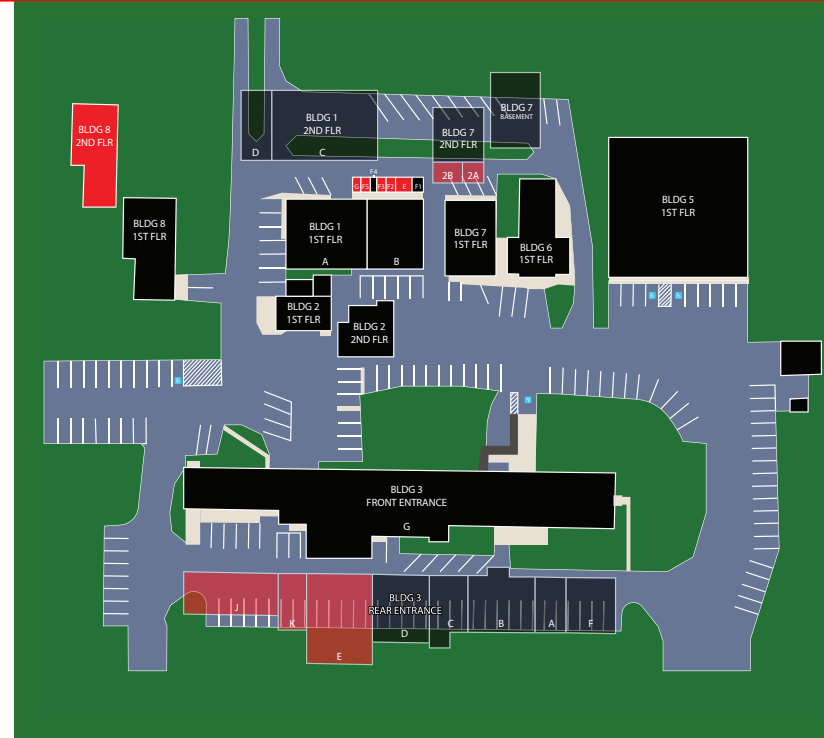 BLDG 1
2ND FLR
D
C
BLDG 7
BASEMENT
BLDG 7
2ND FLR
2B
2A
BLDG 8
2ND FLR
F4
G
F5
F3
F2
E
F1
BLDG 8
1ST FLR
BLDG 1
1ST FLR
A
B
BLDG 7
1ST FLR
BLDG 6
1ST FLR
BLDG 5
1ST FLR
BLDG 2
1ST FLR
BLDG 2
2ND FLR
BLDG 3
FRONT ENTRANCE
G
BLDG 3
REAR ENTRANCE
J
K
E
D
C
B
A
F